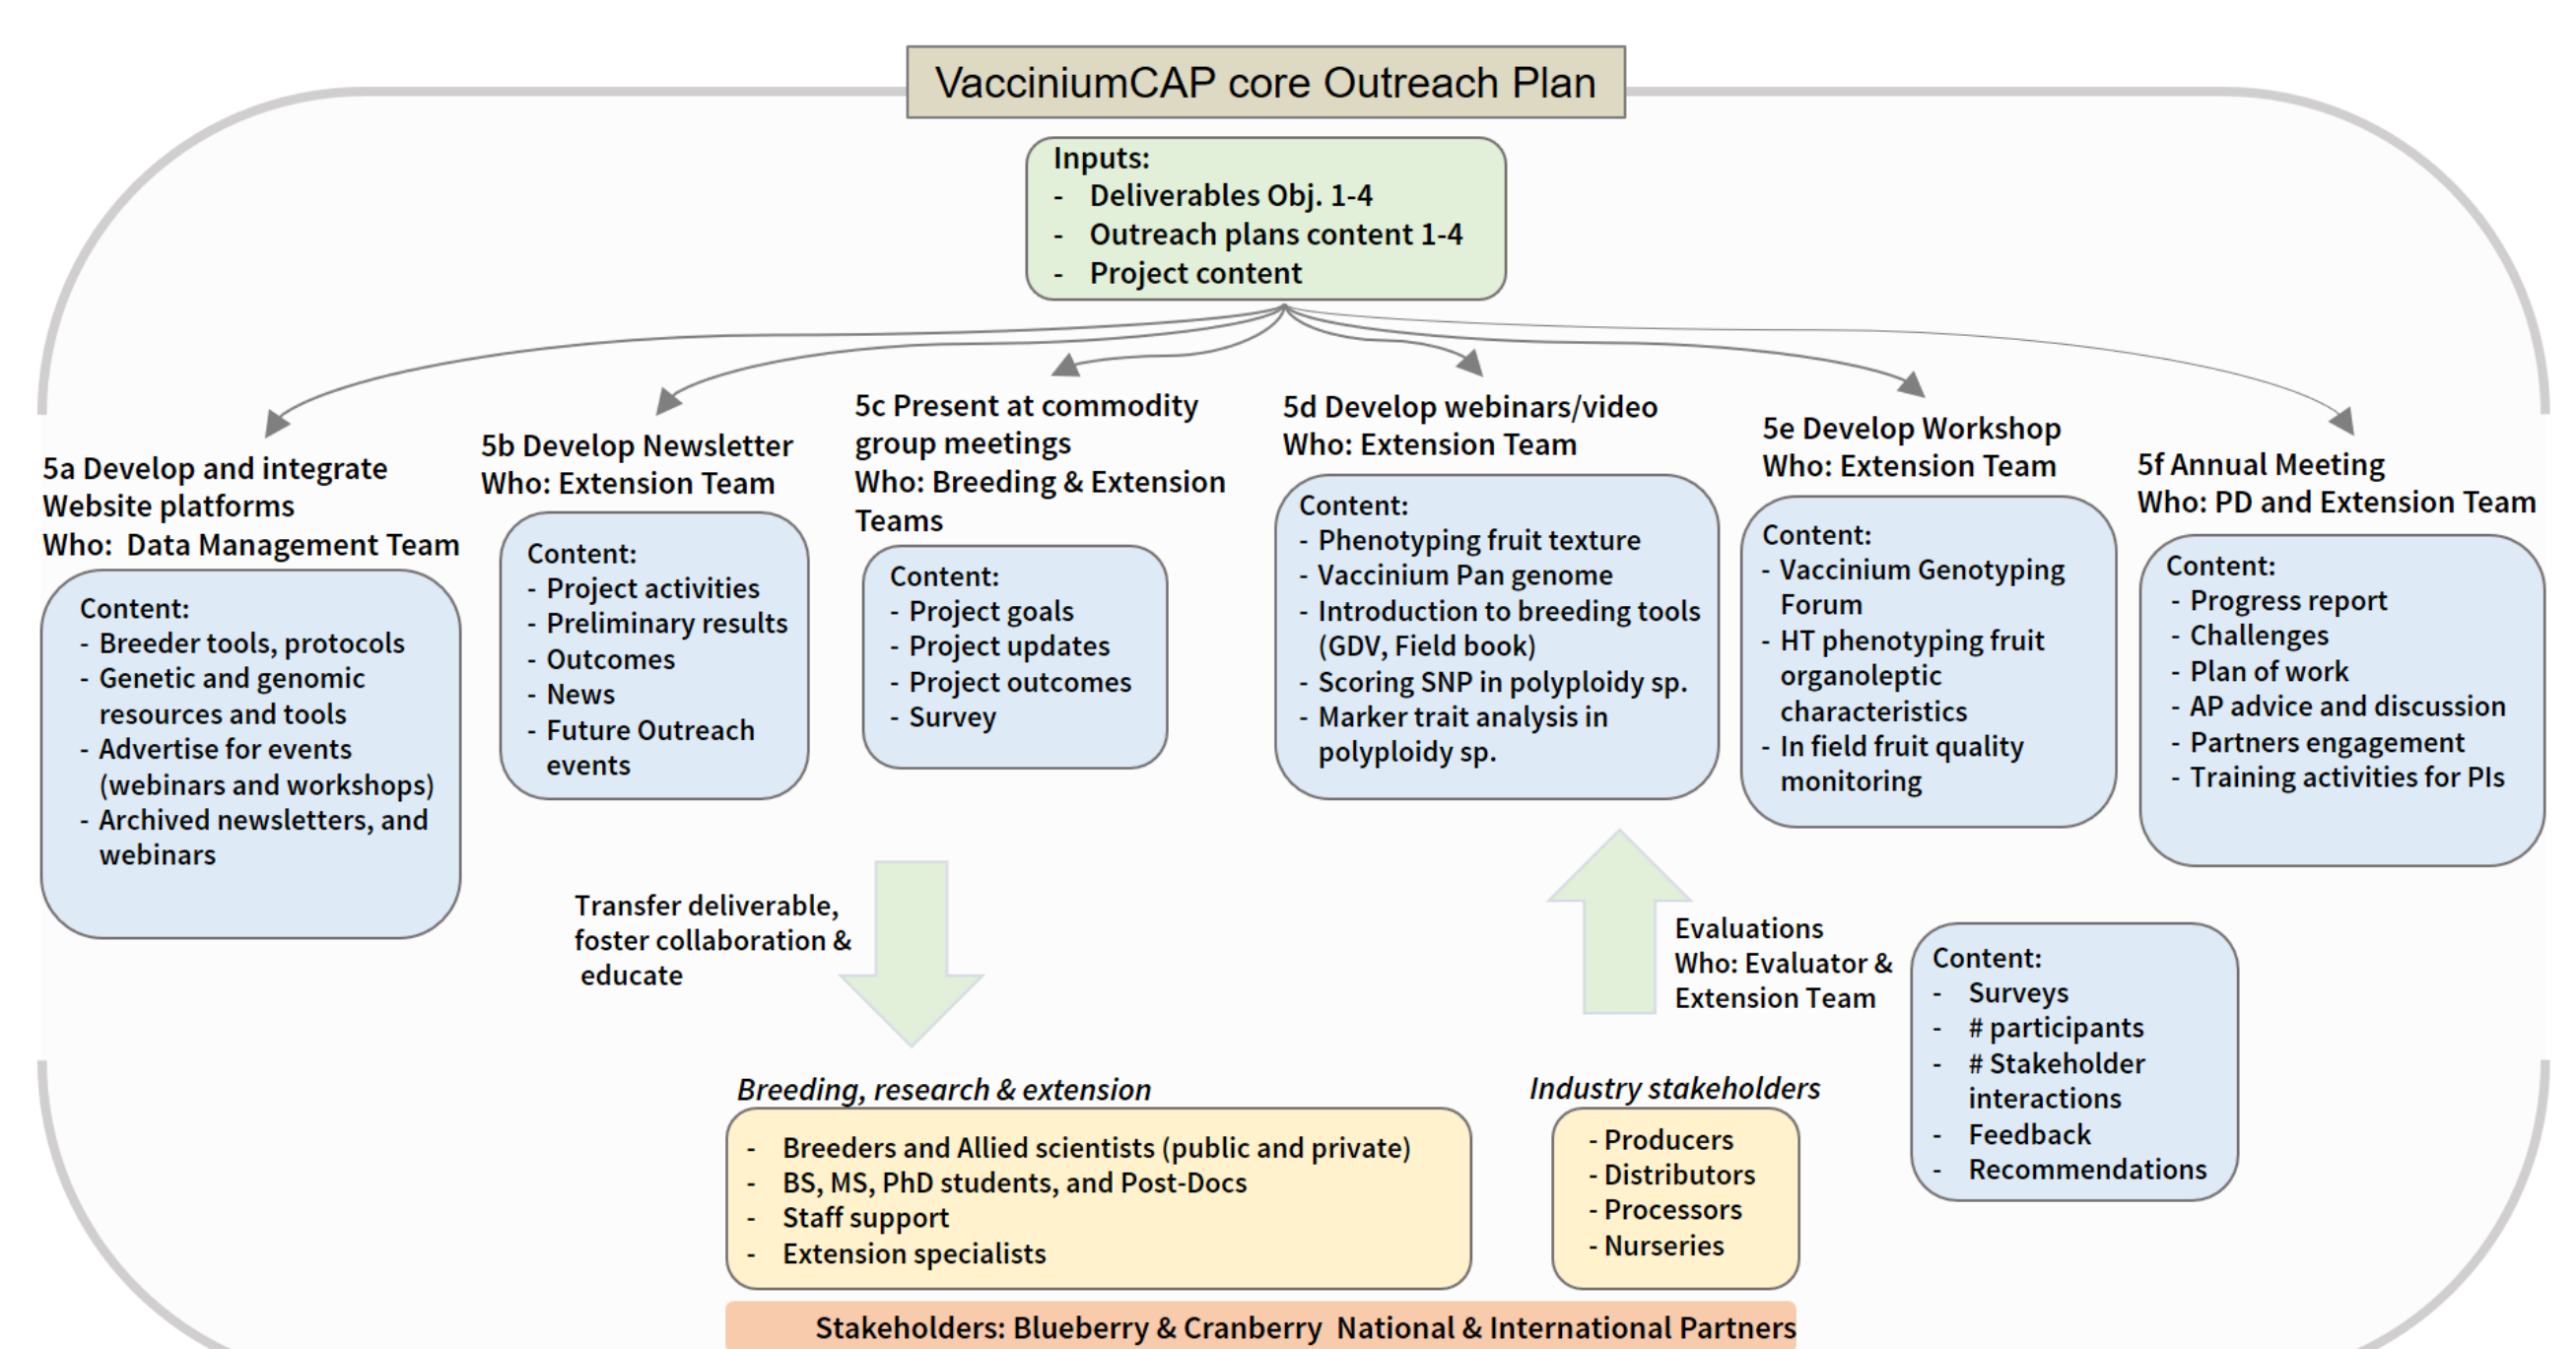 VacciniumCAP core Outreach Plan
Inputs:
- Deliverables Obj. 1-4
- Outreach plans content 1-4
- Project content
5a Develop and integrate
Website platforms
Who:  Data Management Team
Content:
- Breeder tools, protocols
- Genetic and genomic
resources and tools
- Advertise for events
(webinars and workshops)
- Archived newsletters, and
webinars
5b Develop Newsletter
Who: Extension Team
Content:
- Project activities
- Preliminary results
- Outcomes
- News
- Future Outreach
events
5c Present at commodity
group meetings
Who: Breeding & Extension
Teams
Content:
- Project goals
- Project updates
- Project outcomes
- Survey
5d Develop webinars/video
Who: Extension Team
Content:
- Phenotyping fruit texture
- Vaccinium Pan genome
- Introduction to breeding tools
(GDV, Field book)
- Scoring SNP in polyploidy sp.
- Marker trait analysis in
polyploidy sp.
5e Develop Workshop
Who: Extension Team
Content:
- Vaccinium Genotyping
Forum
- HT phenotyping fruit
organoleptic
characteristics
- In field fruit quality
monitoring
5f Annual Meeting
Who: PD and Extension Team
Content:
- Progress report
- Challenges
- Plan of work
- AP advice and discussion
- Partners engagement
- Training activities for PIs
Transfer deliverable,
foster collaboration &
educate
Evaluations
Who: Evaluator &
Extension Team
Content:
- Surveys
- # participants
- # Stakeholder
interactions
- Feedback
- Recommendations
Breeding, research & extension
- Breeders and Allied scientists (public and private)
- BS, MS, PhD students, and Post-Docs
- Staff support
- Extension specialists
Industry stakeholders
- Producers
- Distributors
- Processors
- Nurseries
Stakeholders: Blueberry & Cranberry  National & International Partners